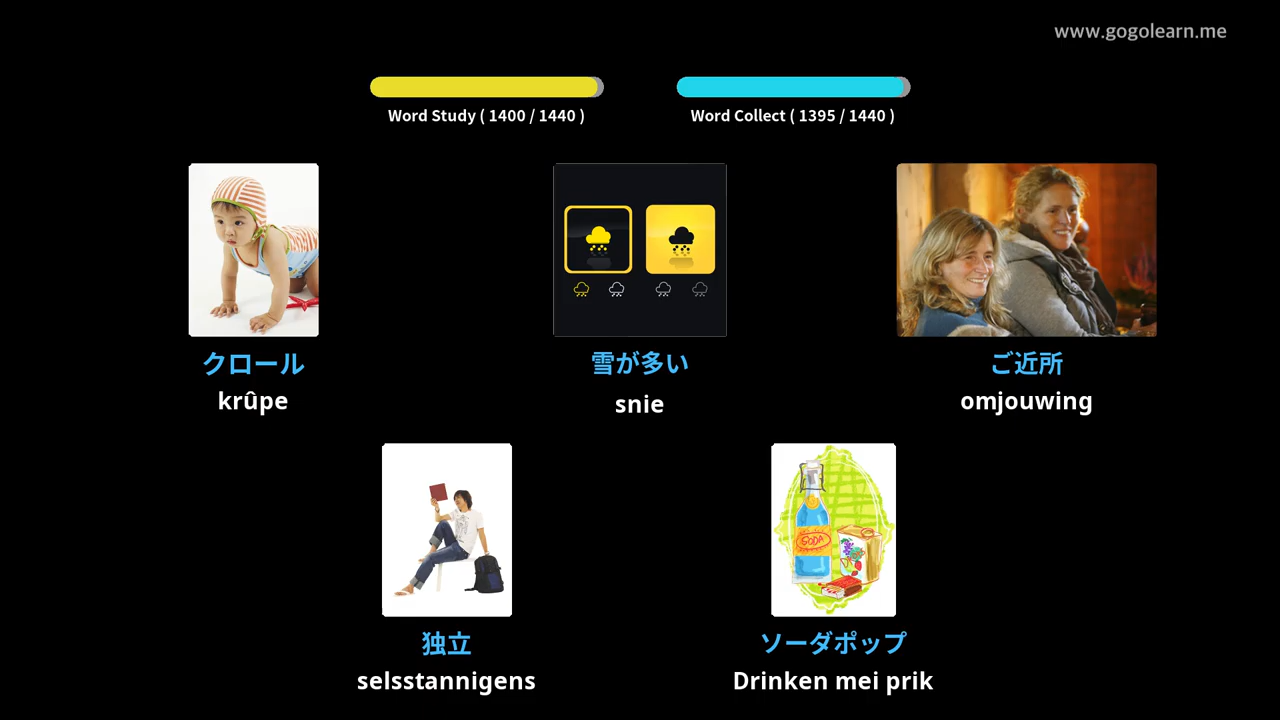 www.gogolearn.me
Word Study ( 1400 / 1440 )
Word Collect ( 1395 / 1440 )
クロール
krûpe
雪が多い
snie
ご近所
omjouwing
SODA
独立
selsstannigens
ソーダポップ
Drinken mei prik